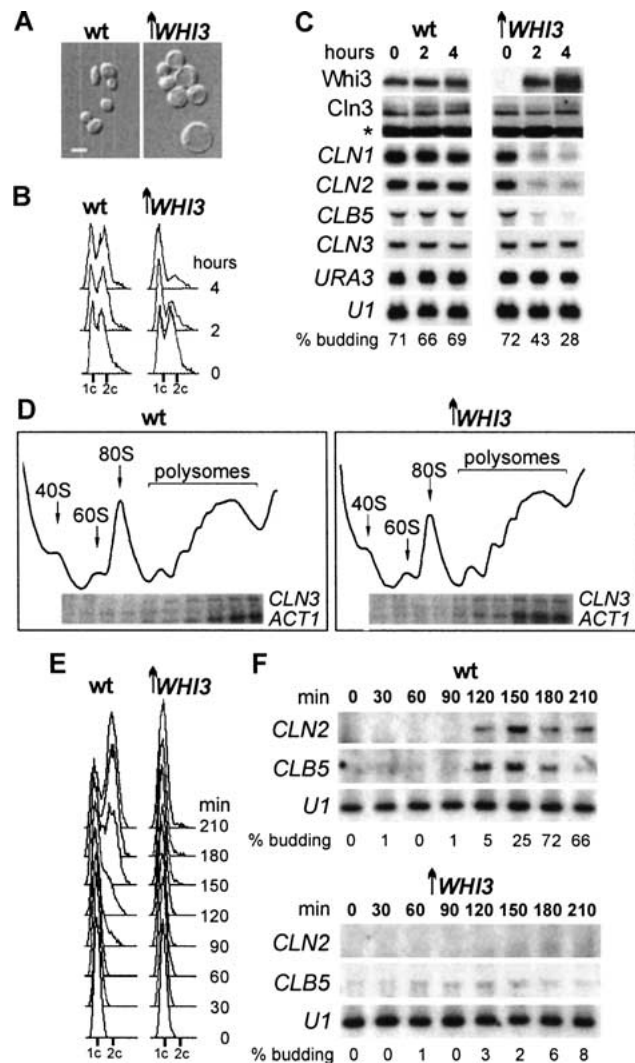 A
wt
↑WHI3
B
wt
↑WHI3
hours
4
2
0
1c 2c 1c 2c
C
wt ↑WHI3
hours 0 2 4 0 2 4
Whi3
Cln3
*
CLN1
CLN2
CLB5
CLN3
URA3
U1
% budding 71 66 69 72 43 28
D
wt
40S
60S
80S
polysomes
CLN3
ACT1
↑WHI3
40S
60S
80S
polysomes
CLN3
ACT1
E
wt
↑WHI3
min
210
180
150
120
90
60
30
0
1c 2c 1c 2c
F
wt
min 0 30 60 90 120 150 180 210
CLN2
CLB5
U1
% budding 0 1 0 1 5 25 72 66
↑WHI3
min 0 30 60 90 120 150 180 210
CLN2
CLB5
U1
% budding 0 0 1 0 3 2 6 8